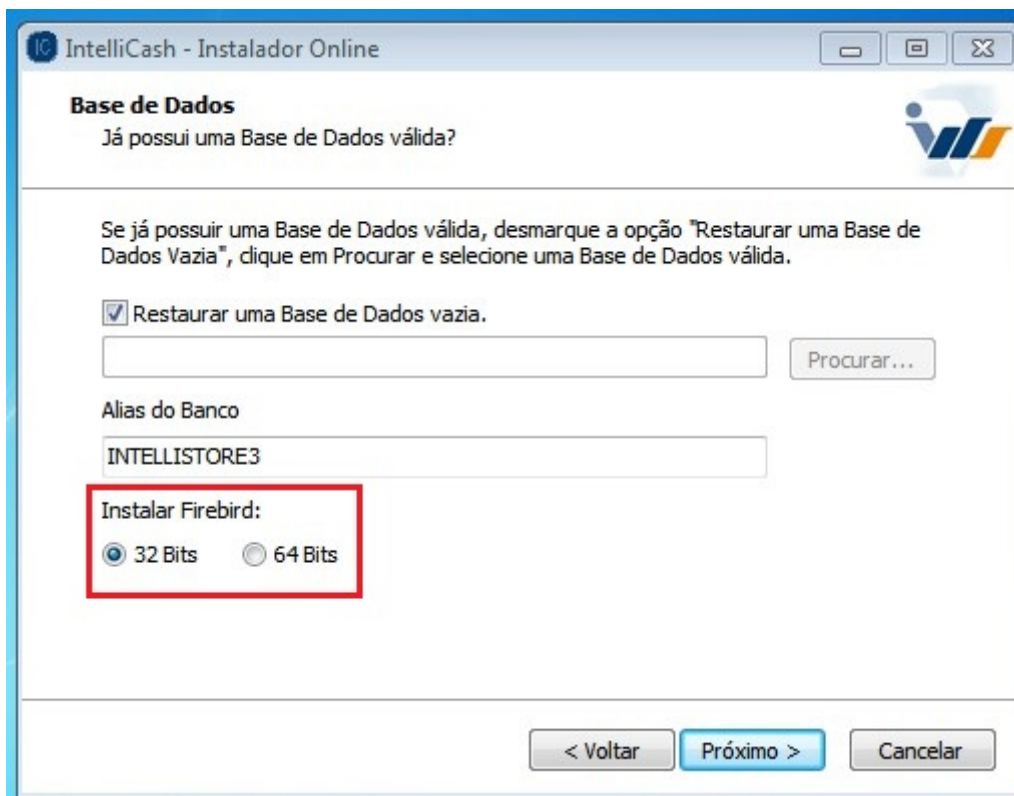 IC IntelliCash - Instalador Online
Base de Dados
Já possui uma Base de Dados válida?
Se já possuir uma Base de Dados válida, desmarque a opção "Restaurar uma Base de
Dados Vazia", clique em Procurar e selecione uma Base de Dados válida.
Restaurar uma Base de Dados vazia.
Procurar...
Alias do Banco
INTELLISTORE3
Instalar Firebird:
32 Bits 64 Bits
< Voltar Próximo > Cancelar